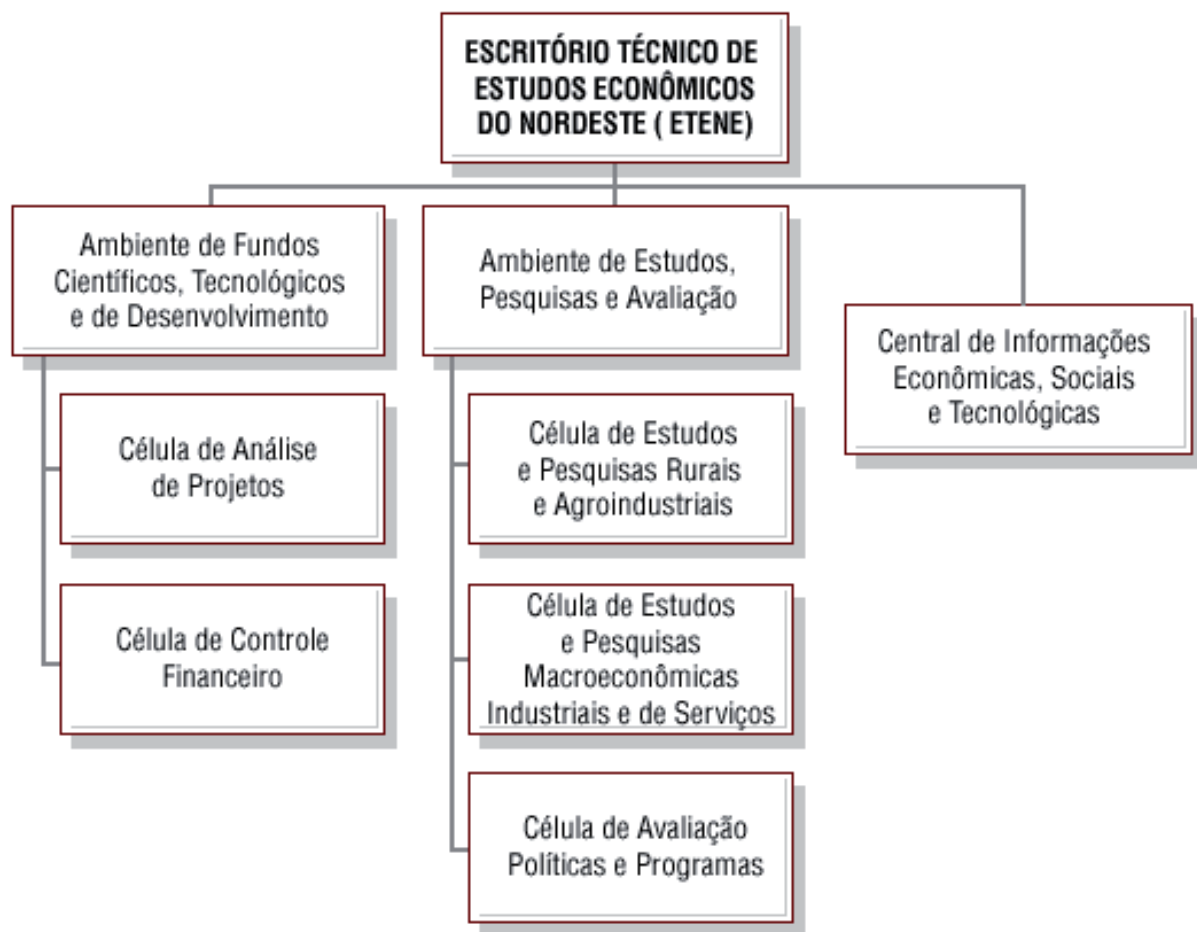 ESCRITÓRIO TÉCNICO DE
ESTUDOS ECONÔMICOS
DO NORDESTE ( ETENE)
Ambiente de Fundos
Científicos, Tecnológicos
e de Desenvolvimento
Célula de Análise
de Projetos
Célula de Controle
Financeiro
Ambiente de Estudos,
Pesquisas e Avaliação
Célula de Estudos
e Pesquisas Rurais
e Agroindustriais
Célula de Estudos
e Pesquisas
Macroeconômicas
Industriais e de Serviços
Célula de Avaliação
Políticas e Programas
Central de Informações
Econômicas, Sociais
e Tecnológicas